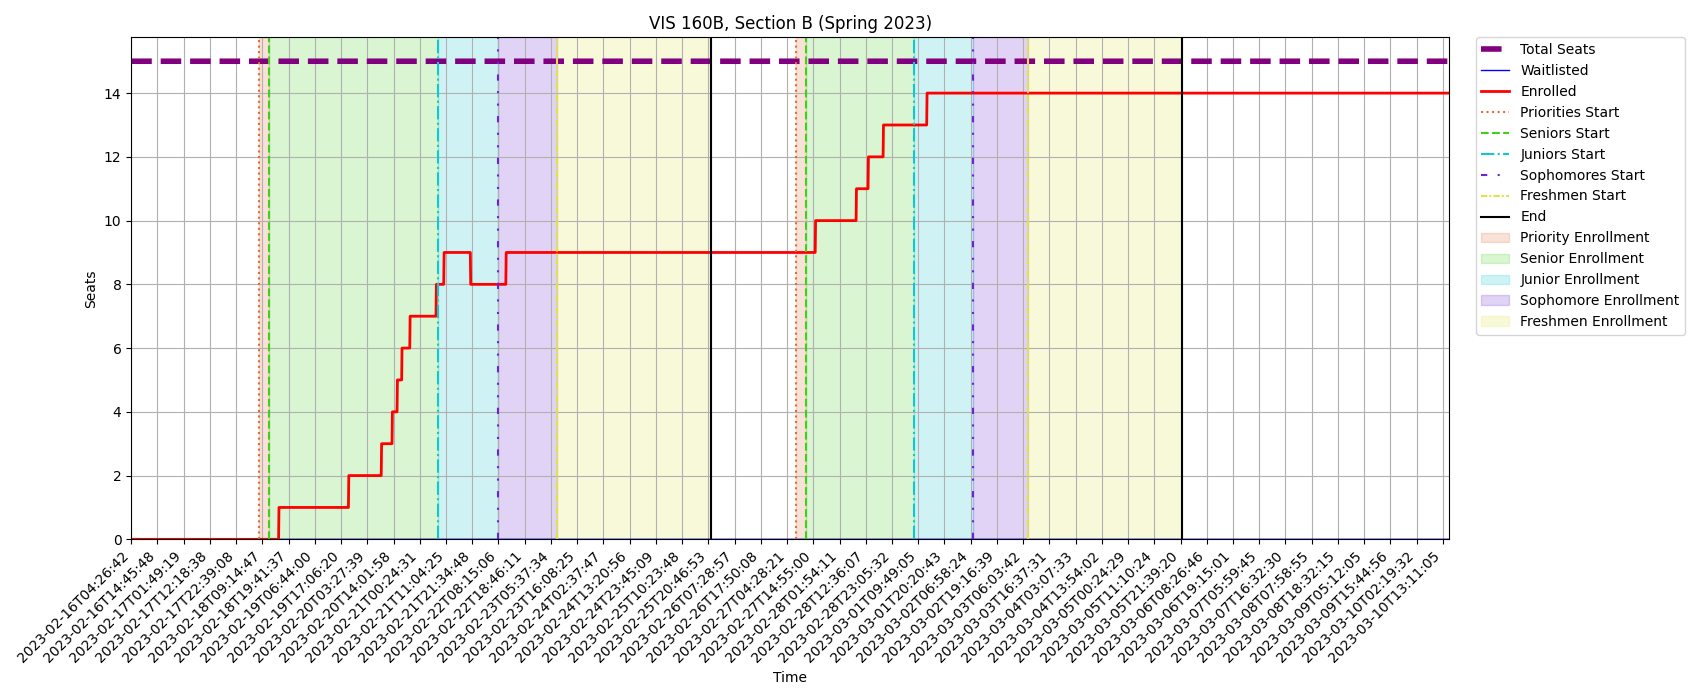 VIS 160B, Section B (Spring 2023)
Total Seats
Waitlisted
Enrolled
Priorities Start
Seniors Start
Juniors Start
Sophomores Start
Freshmen Start
End
Priority Enrollment
Senior Enrollment
Junior Enrollment
Sophomore Enrollment
Freshmen Enrollment
Seats
14
12
10
8
6
4
2
0
2023-02-16T04:26:42
2023-02-16T14:45:48
2023-02-17T01:49:19
2023-02-17T12:18:38
2023-02-17T22:39:08
2023-02-18T09:14:47
2023-02-18T19:41:37
2023-02-19T06:44:00
2023-02-19T17:06:20
2023-02-20T03:27:39
2023-02-20T14:01:58
2023-02-21T00:24:31
2023-02-21T11:04:25
2023-02-21T21:34:48
2023-02-22T08:15:06
2023-02-22T18:46:11
2023-02-23T05:37:34
2023-02-23T16:08:25
2023-02-24T02:37:47
2023-02-24T13:20:56
2023-02-24T23:45:09
2023-02-25T10:23:48
2023-02-25T20:46:53
2023-02-26T07:28:57
2023-02-26T17:50:08
2023-02-27T04:28:21
2023-02-27T14:55:00
2023-02-28T01:54:11
2023-02-28T12:36:07
2023-02-28T23:05:32
2023-03-01T09:49:05
2023-03-01T20:20:43
2023-03-02T06:58:24
2023-03-02T19:16:39
2023-03-03T06:03:42
2023-03-03T16:37:31
2023-03-04T03:07:33
2023-03-04T13:54:02
2023-03-05T00:24:29
2023-03-05T11:10:24
2023-03-05T21:39:20
2023-03-06T08:26:46
2023-03-06T19:15:01
2023-03-07T05:59:45
2023-03-07T16:32:30
2023-03-08T07:58:55
2023-03-08T18:32:15
2023-03-09T05:12:05
2023-03-09T15:44:56
2023-03-10T02:19:32
2023-03-10T13:11:05
Time